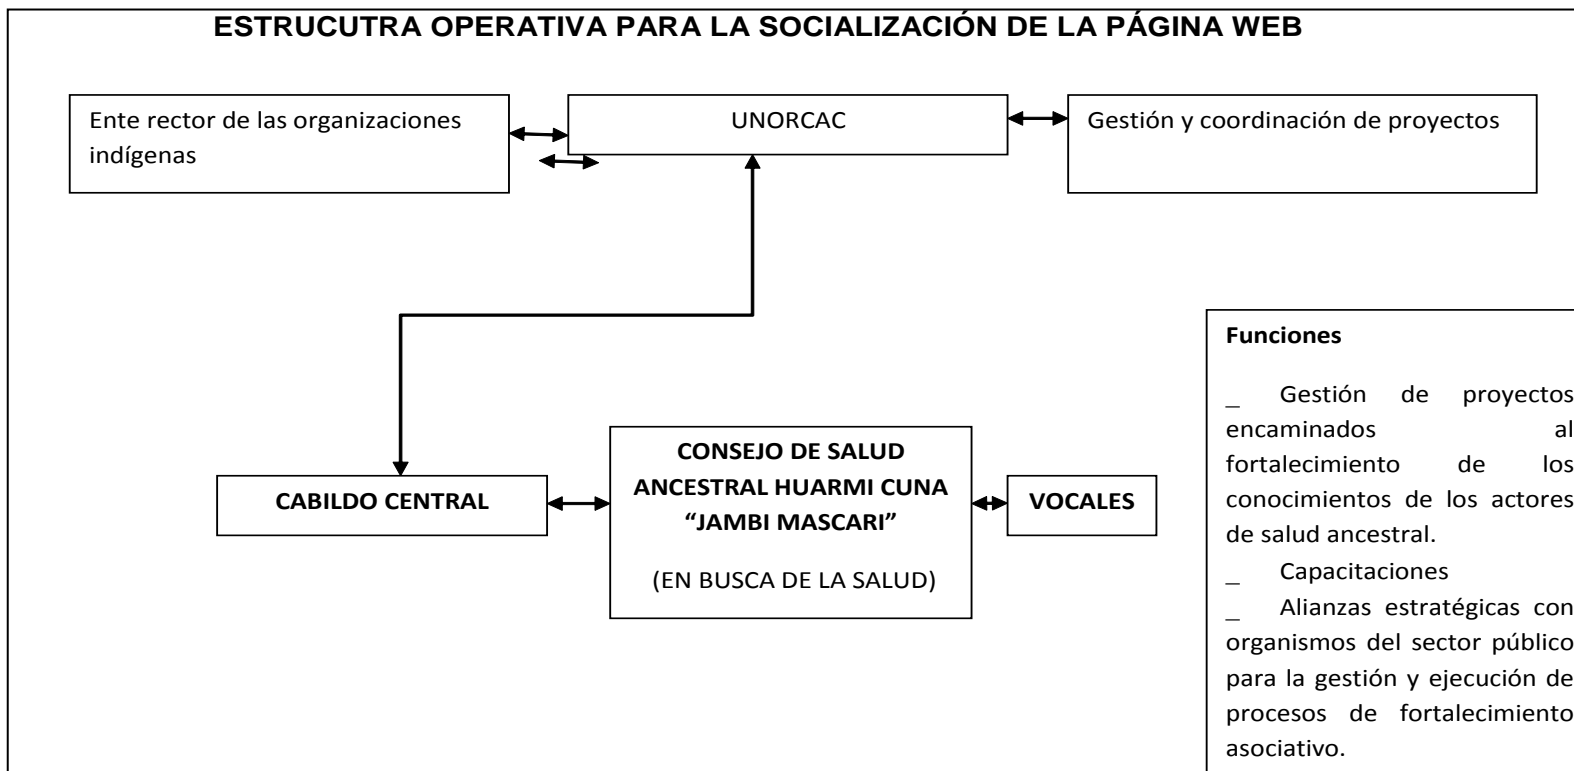 ESTRUCUTRA OPERATIVA PARA LA SOCIALIZACIÓN DE LA PÁGINA WEB
Ente rector de las organizaciones
indígenas
UNORCAC
Gestión y coordinación de proyectos
CABILDO CENTRAL
CONSEJO DE SALUD
ANCESTRAL HUARMI CUNA
“JAMBI MASCARI”
(EN BUSCA DE LA SALUD)
VOCALES
Funciones
_ Gestión de proyectos
encaminados al
fortalecimiento de los
conocimientos de los actores
de salud ancestral.
_ Capacitaciones
_ Alianzas estratégicas con
organismos del sector público
para la gestión y ejecución de
procesos de fortalecimiento
asociativo.